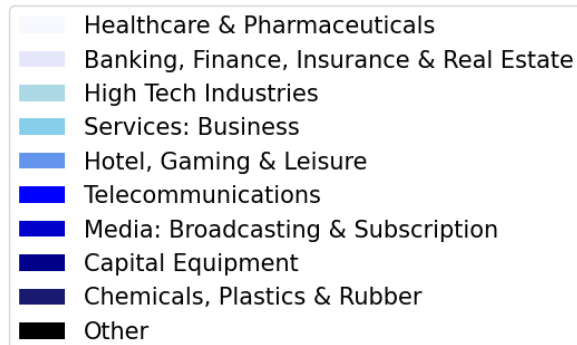 Healthcare & Pharmaceuticals
Banking, Finance, Insurance & Real Estate
High Tech Industries
Services: Business
Hotel, Gaming & Leisure
Telecommunications
Media: Broadcasting & Subscription
Capital Equipment
Chemicals, Plastics & Rubber
Other